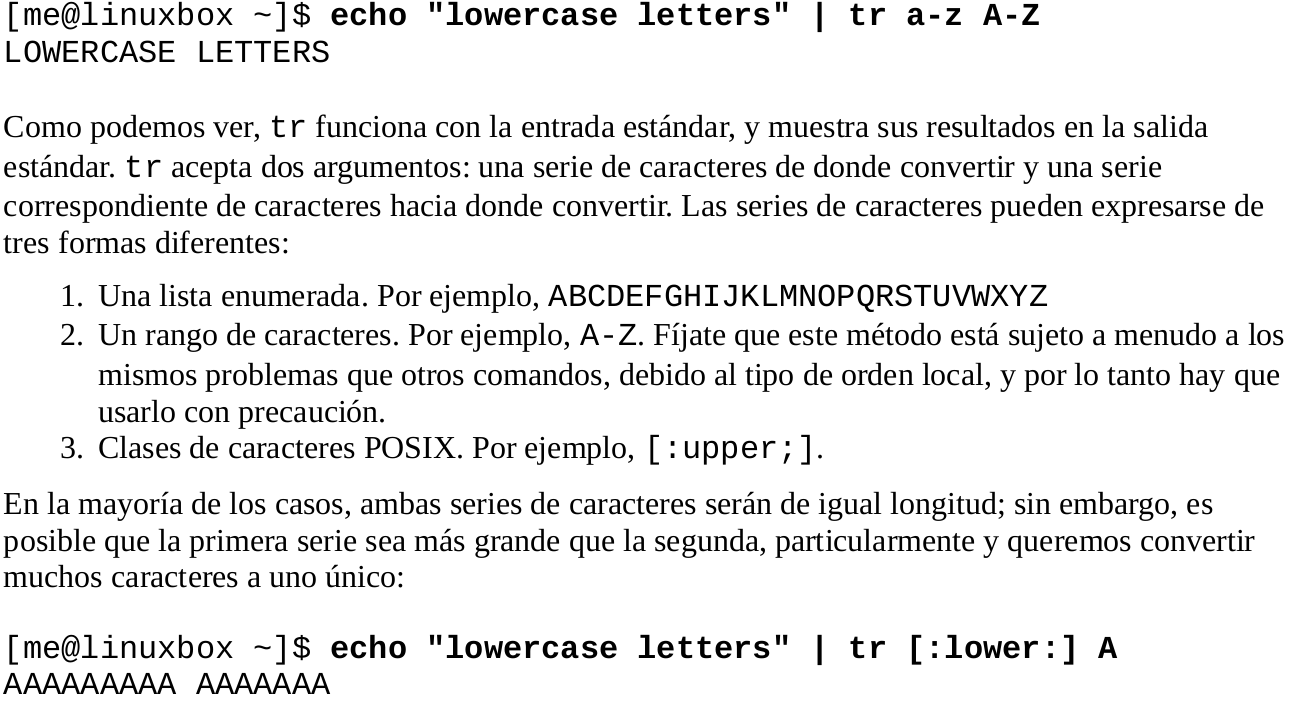 [me@linuxbox ~]$ echo "lowercase letters" | tr a-z A-Z
LOWERCASE LETTERS
Como podemos ver, tr funciona con la entrada estándar, y muestra sus resultados en la salida
estándar. tr acepta dos argumentos: una serie de caracteres de donde convertir y una serie
correspondiente de caracteres hacia donde convertir. Las series de caracteres pueden expresarse de
tres formas diferentes:
1. Una lista enumerada. Por ejemplo, ABCDEFGHIJKLMNOPQRSTUVWXYZ
2. Un rango de caracteres. Por ejemplo, A-Z. Fíjate que este método está sujeto a menudo a los
mismos problemas que otros comandos, debido al tipo de orden local, y por lo tanto hay que
usarlo con precaución.
3. Clases de caracteres POSIX. Por ejemplo, [:upper;].
En la mayoría de los casos, ambas series de caracteres serán de igual longitud; sin embargo, es
posible que la primera serie sea más grande que la segunda, particularmente y queremos convertir
muchos caracteres a uno único:
[me@linuxbox ~]$ echo "lowercase letters" | tr [:lower:] A
AAAAAAAAA AAAAAAA